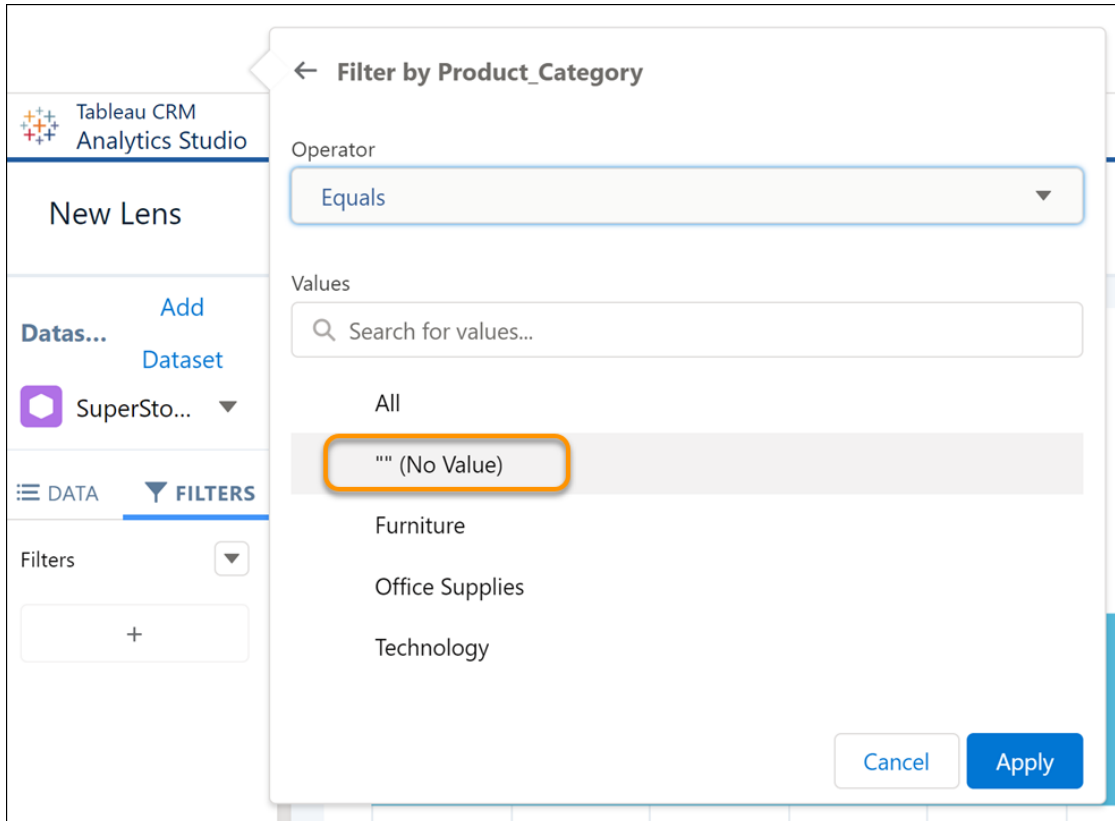 Filter by Product_Category
Tableau CRM
Analytics Studio
Operator
Equals
New Lens
Values
Search for values...
Datas...
Add
Dataset
SuperSto...
All
"" (No Value)
DATA
FILTERS
Furniture
Filters
Office Supplies
+
Technology
Cancel
Apply